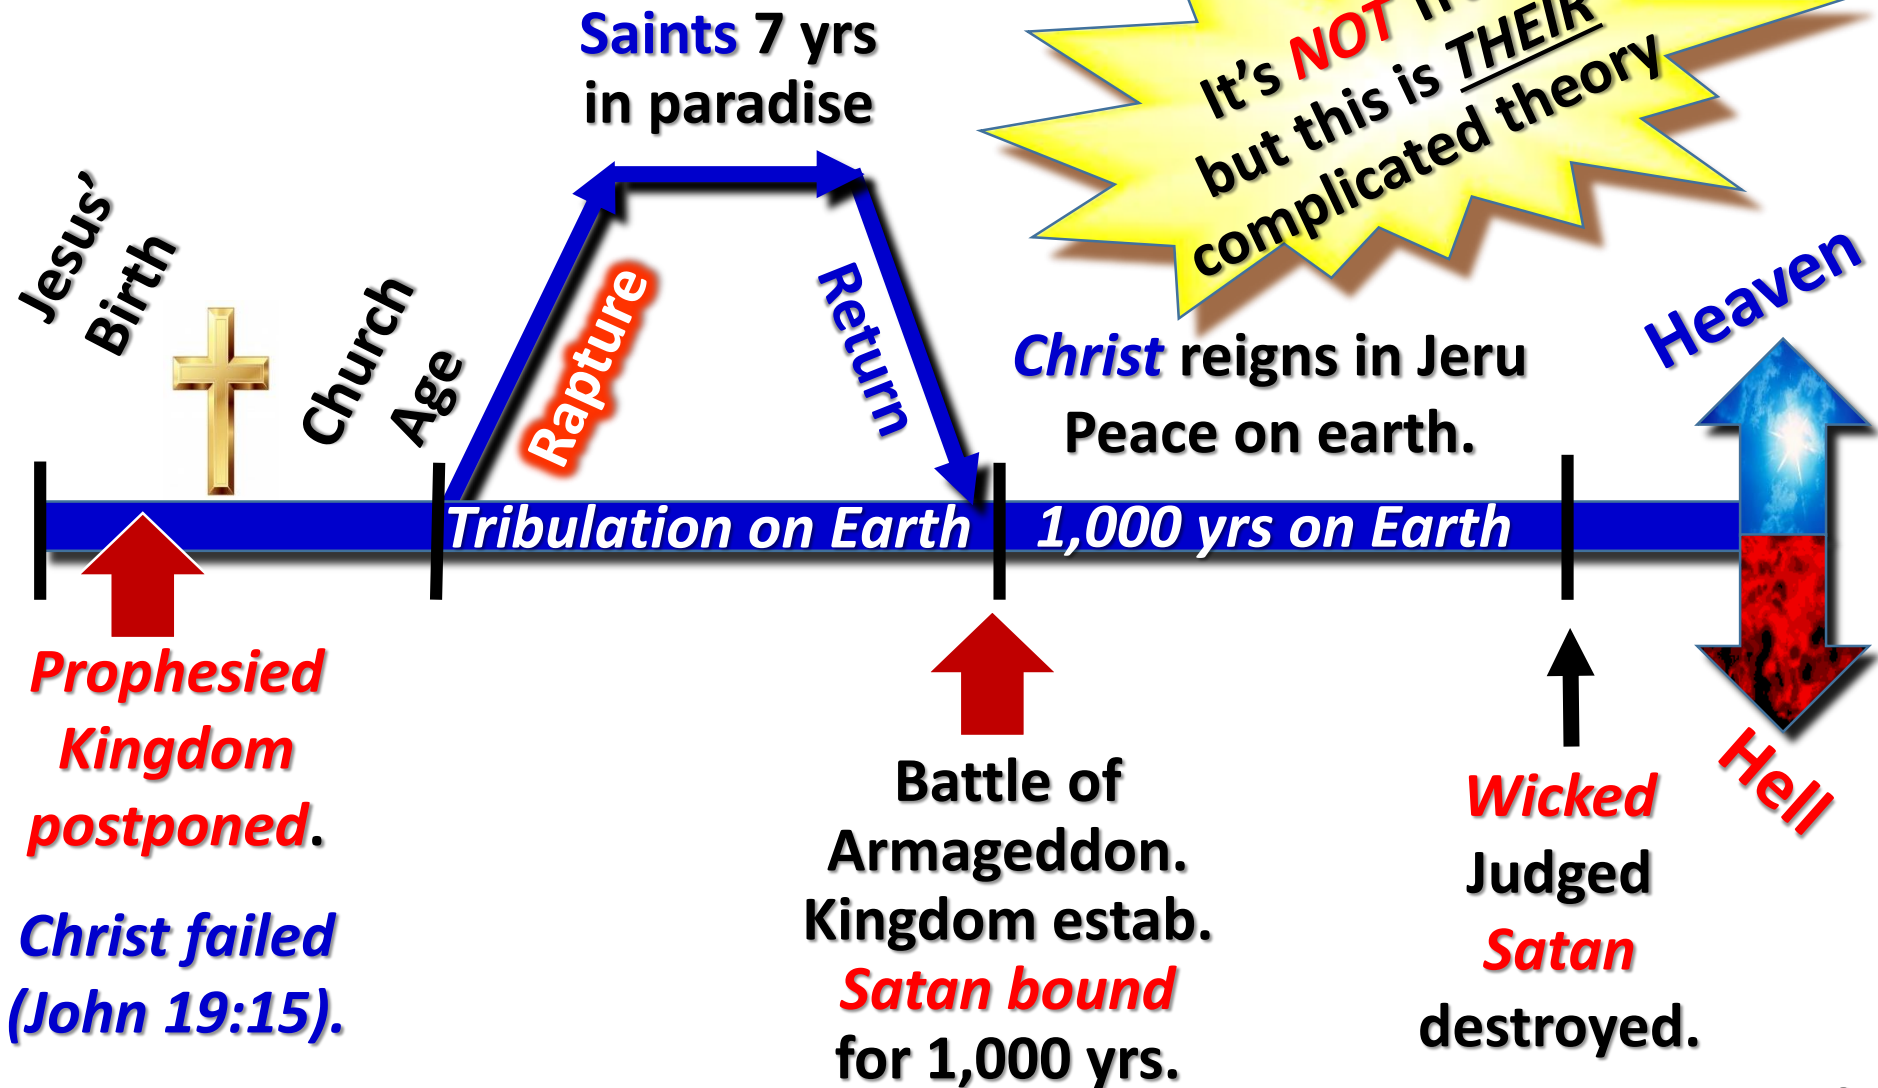 Saints 7 yrs
in paradise
It's NOT
but this is THEIR
complicated theory
Jesus'
Birth
Church
Age
Rapture
Return
Christ reigns in Jeru
Peace on earth.
Heaven
Tribulation on Earth
1,000 yrs on Earth
Prophesied
Kingdom
postponed.
Christ failed
(John 19:15).
Battle of
Armageddon.
Kingdom estab.
Satan bound
for 1,000 yrs.
Wicked
Judged
Satan
destroyed.
Hell